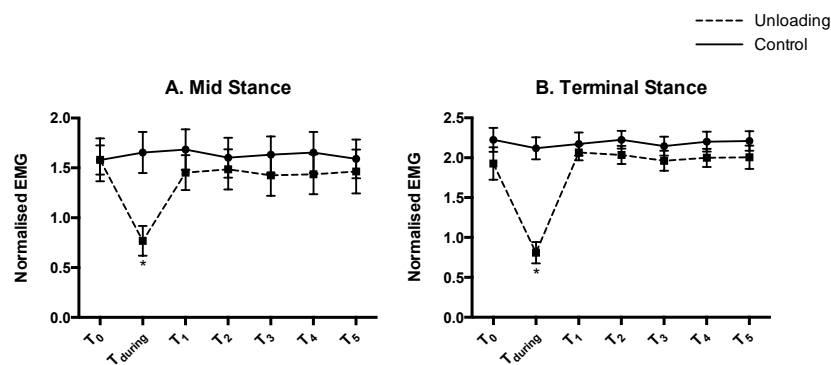 Unloading
Control
A. Mid Stance
Normalised EMG
2.0
1.5
1.0
0.5
0.0
*
T0
Tduring
T1
T2
T3
T4
T5
B. Terminal Stance
Normalised EMG
2.5
2.0
1.5
1.0
0.5
0.0
*
T0
Tduring
T1
T2
T3
T4
T5